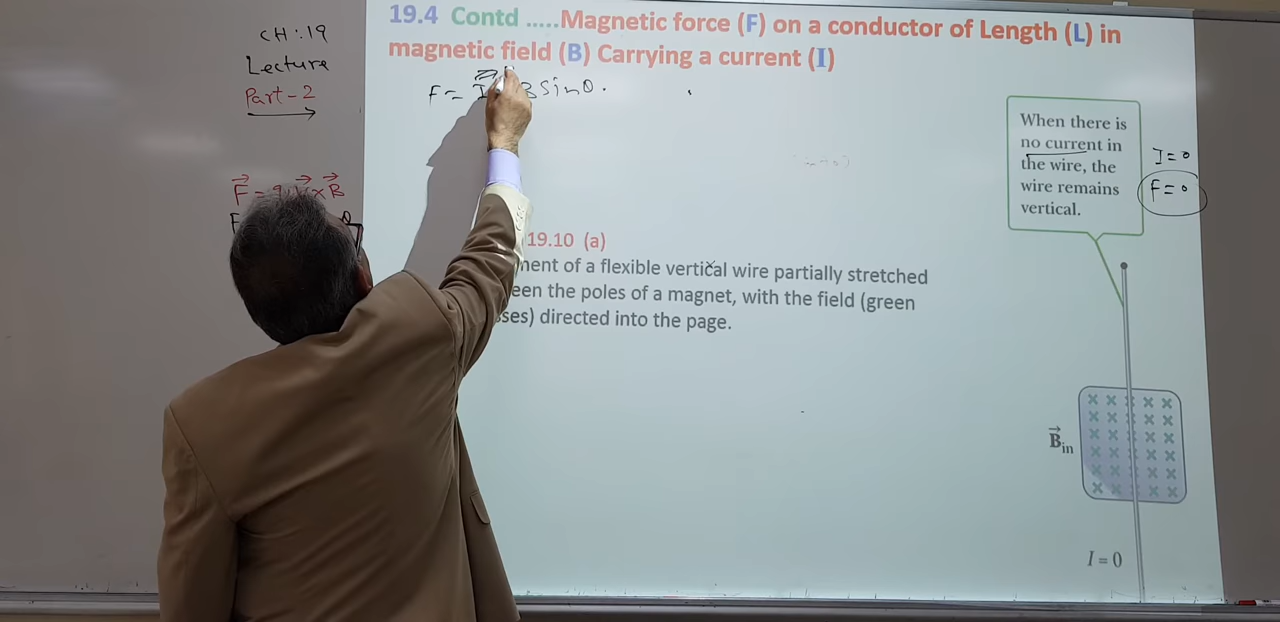 CH:19
Lecture
Part-2
19.4 Contd .....Magnetic force (F) on a conductor of Length (L) in
magnetic field (B) Carrying a current (I)
F = I B Sinθ.
F = q V × B
F θ
When there is
no current in
the wire, the
wire remains
vertical.
I = 0
F = 0
19.10 (a)
ment of a flexible vertical wire partially stretched
een the poles of a magnet, with the field (green
sses) directed into the page.
B in
I = 0